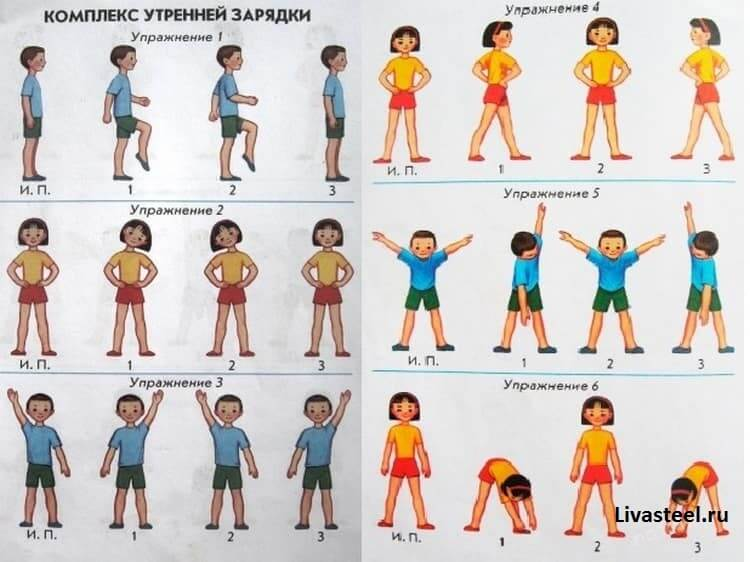 КОМПЛЕКС УТРЕННЕЙ ЗАРЯДКИ
Упражнение 1
И. П. 1 2 3
Упражнение 2
И. П. 1 2 3
Упражнение 3
И. П. 1 2 3
Упражнение 4
И. П. 1 2 3
Упражнение 5
И. П. 1 2 3
Упражнение 6
И. П. 1 2 3
Livasteel.ru